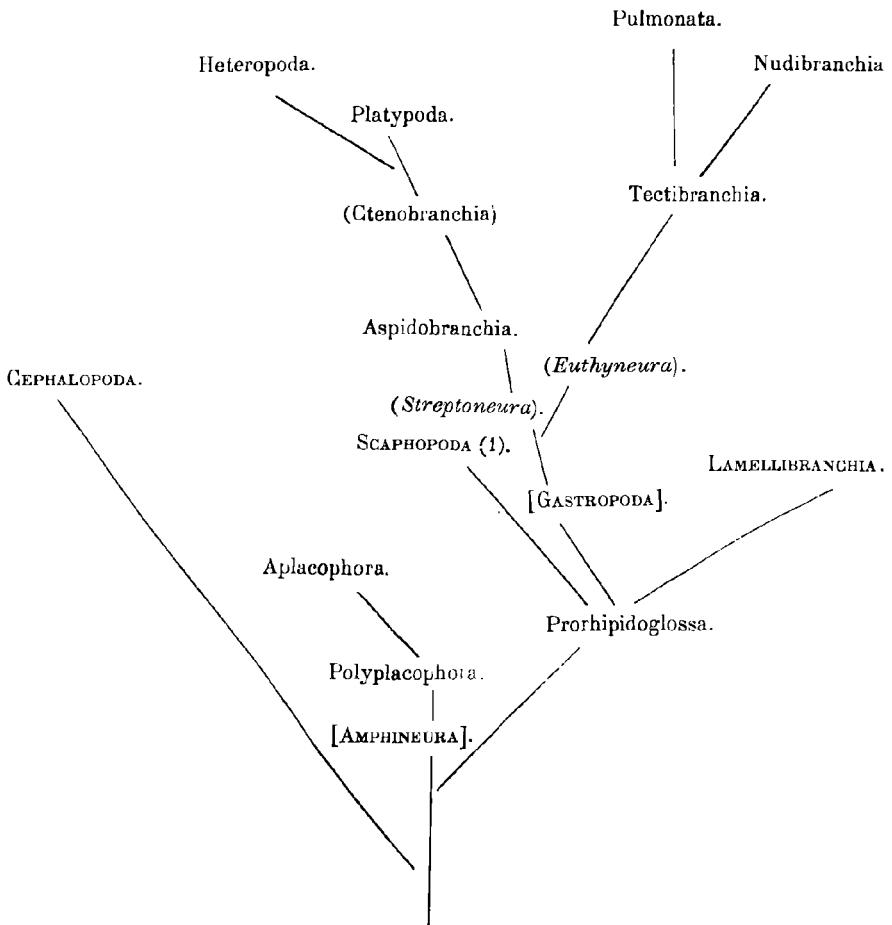 Pulmonata.
Heteropoda.
Nudibranchia
Platypoda.
Tectibranchia.
(Ctenobranchia)
Aspidobranchia.
(Euthyneura).
CEPHALOPODA.
(Streptoneura).
SCAPHOPODA (1).
LAMELLIBRANCHIA.
[GASTROPODA].
Aplacophora.
Prorhipidoglossa.
Polyplacophora.
[AMPHINEURA].